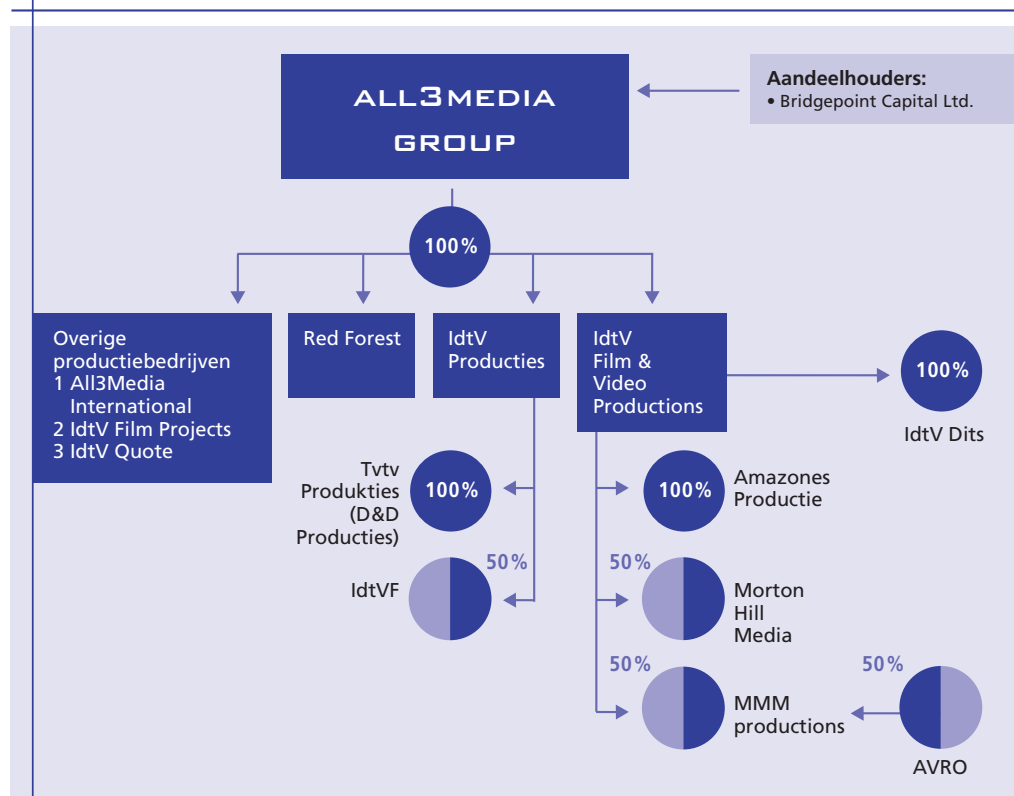 ALL3MEDIA
GROUP
Aandeelhouders:
• Bridgepoint Capital Ltd.
100%
Overige
productiebedrijven
1 All3Media
International
2 IdtV Film Projects
3 IdtV Quote
Red Forest
IdtV
Producties
IdtV
Film &
Video
Productions
100%
IdtV Dits
Tvtv
Produkties
(D&D
Producties)
100%
100%
Amazones
Productie
IdtVF
50%
50%
Morton
Hill
Media
50%
MMM
productions
50%
AVRO